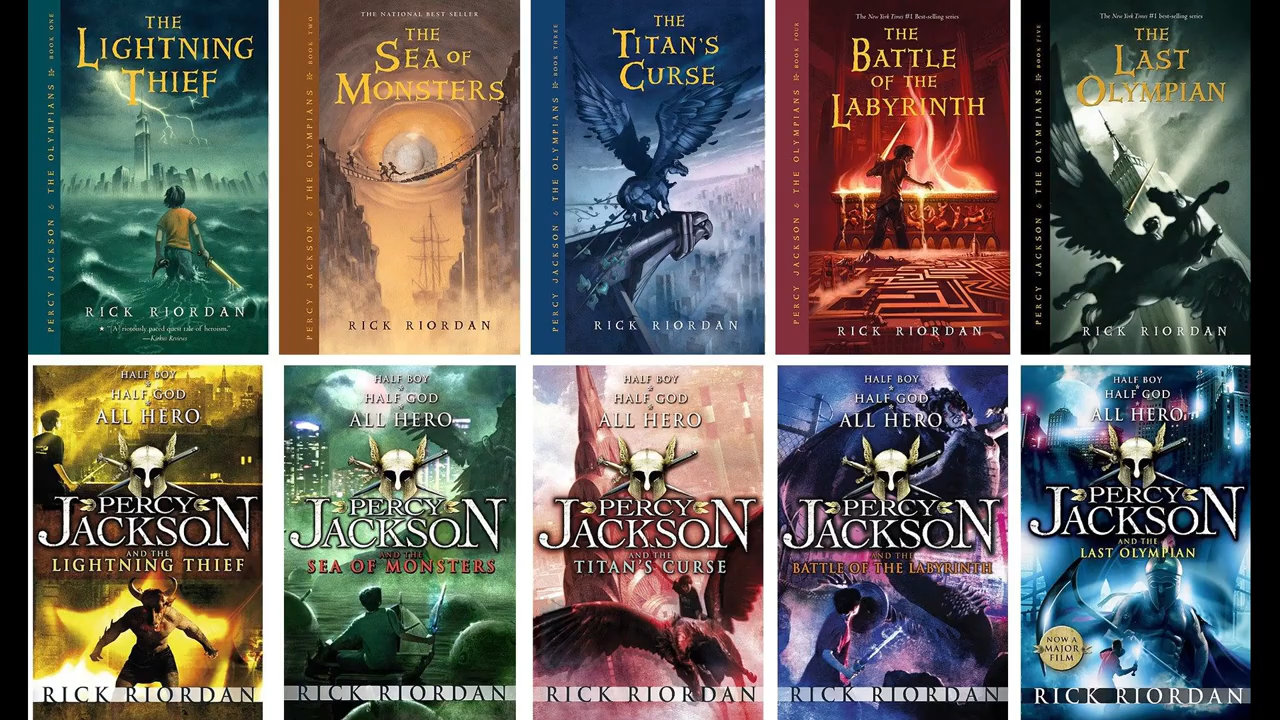 PERCY JACKSON & THE OLYMPIANS BOOK ONE
THE
LIGHTNING
THIEF
RICK RIORDAN
★ "[A] riotously paced quest tale of heroism."
—Kirkus Reviews
PERCY JACKSON & THE OLYMPIANS BOOK TWO
THE NATIONAL BEST SELLER
THE
SEA OF
MONSTERS
RICK RIORDAN
PERCY JACKSON & THE OLYMPIANS BOOK THREE
THE
TITAN'S
CURSE
RICK RIORDAN
PERCY JACKSON & THE OLYMPIANS BOOK FOUR
The New York Times #1 Best-selling series
THE
BATTLE
OF THE
LABYRINTH
RICK RIORDAN
PERCY JACKSON & THE OLYMPIANS BOOK FIVE
The New York Times #1 best-selling series
THE
LAST
OLYMPIAN
RICK RIORDAN
HALF BOY
HALF GOD
ALL HERO
PERCY
JACKSON
AND THE
LIGHTNING THIEF
RICK RIORDAN
HALF BOY
HALF GOD
ALL HERO
PERCY
JACKSON
AND THE
SEA OF MONSTERS
RICK RIORDAN
HALF BOY
HALF GOD
ALL HERO
PERCY
JACKSON
AND THE
TITAN'S CURSE
RICK RIORDAN
HALF BOY
HALF GOD
ALL HERO
PERCY
JACKSON
AND THE
BATTLE OF THE LABYRINTH
RICK RIORDAN
HALF BOY
HALF GOD
ALL HERO
PERCY
JACKSON
AND THE
LAST OLYMPIAN
NOW A
MAJOR
FILM
RICK RIORDAN